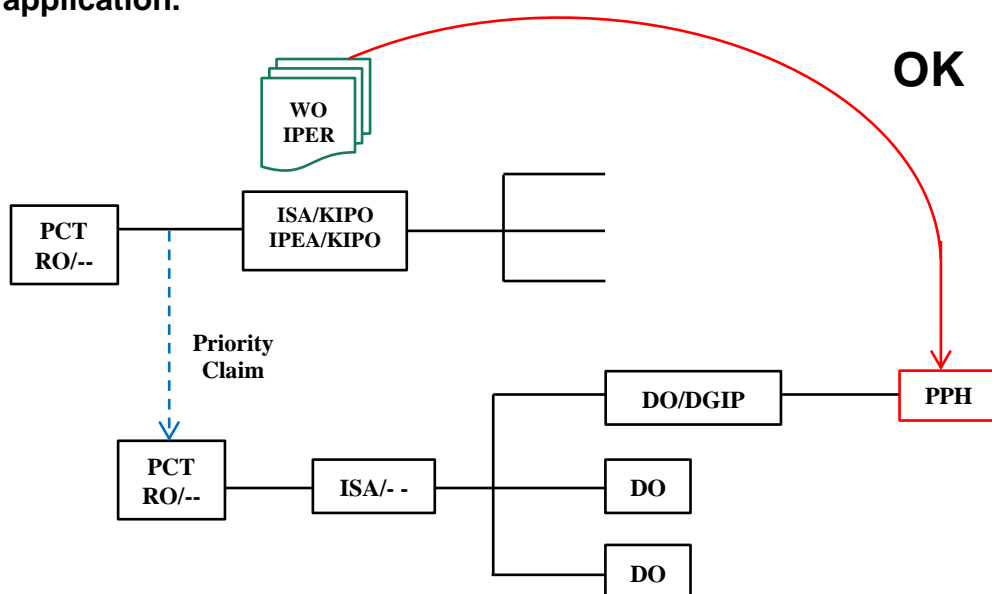 application.
OK
WO
IPER
PCT
RO/--
ISA/KIPO
IPEA/KIPO
Priority
Claim
DO/DGIP
PPH
PCT
RO/--
ISA/- -
DO
DO